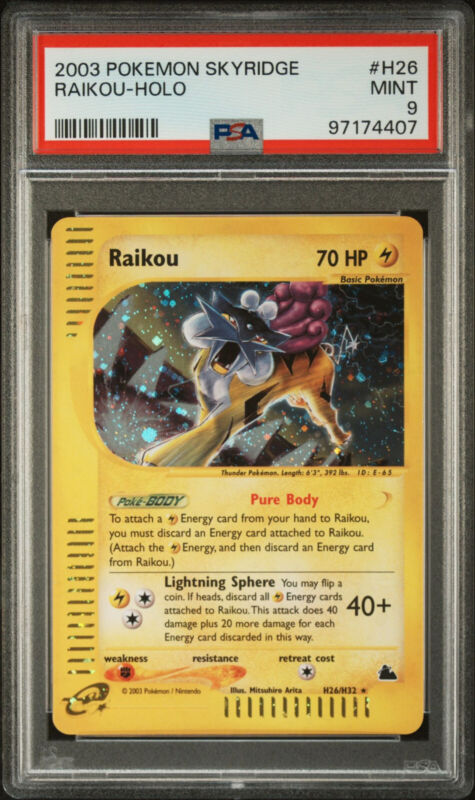 2003 POKEMON SKYRIDGE #H26
RAIKOU-HOLO MINT
9
PSA 97174407
Raikou 70 HP
Basic Pokémon
Thunder Pokémon. Length: 6'3", 392 lbs. ID: E-65
Poké-BODY Pure Body
To attach a Energy card from your hand to Raikou,
you must discard an Energy card attached to Raikou.
(Attach the Energy, and then discard an Energy card
from Raikou.)
Lightning Sphere You may flip a
coin. If heads, discard all Energy cards
attached to Raikou. This attack does 40
damage plus 20 more damage for each
Energy card discarded in this way.
40+
weakness resistance retreat cost
© 2003 Pokémon / Nintendo Illus. Mitsuhiro Arita H26/H32 ★
PSA